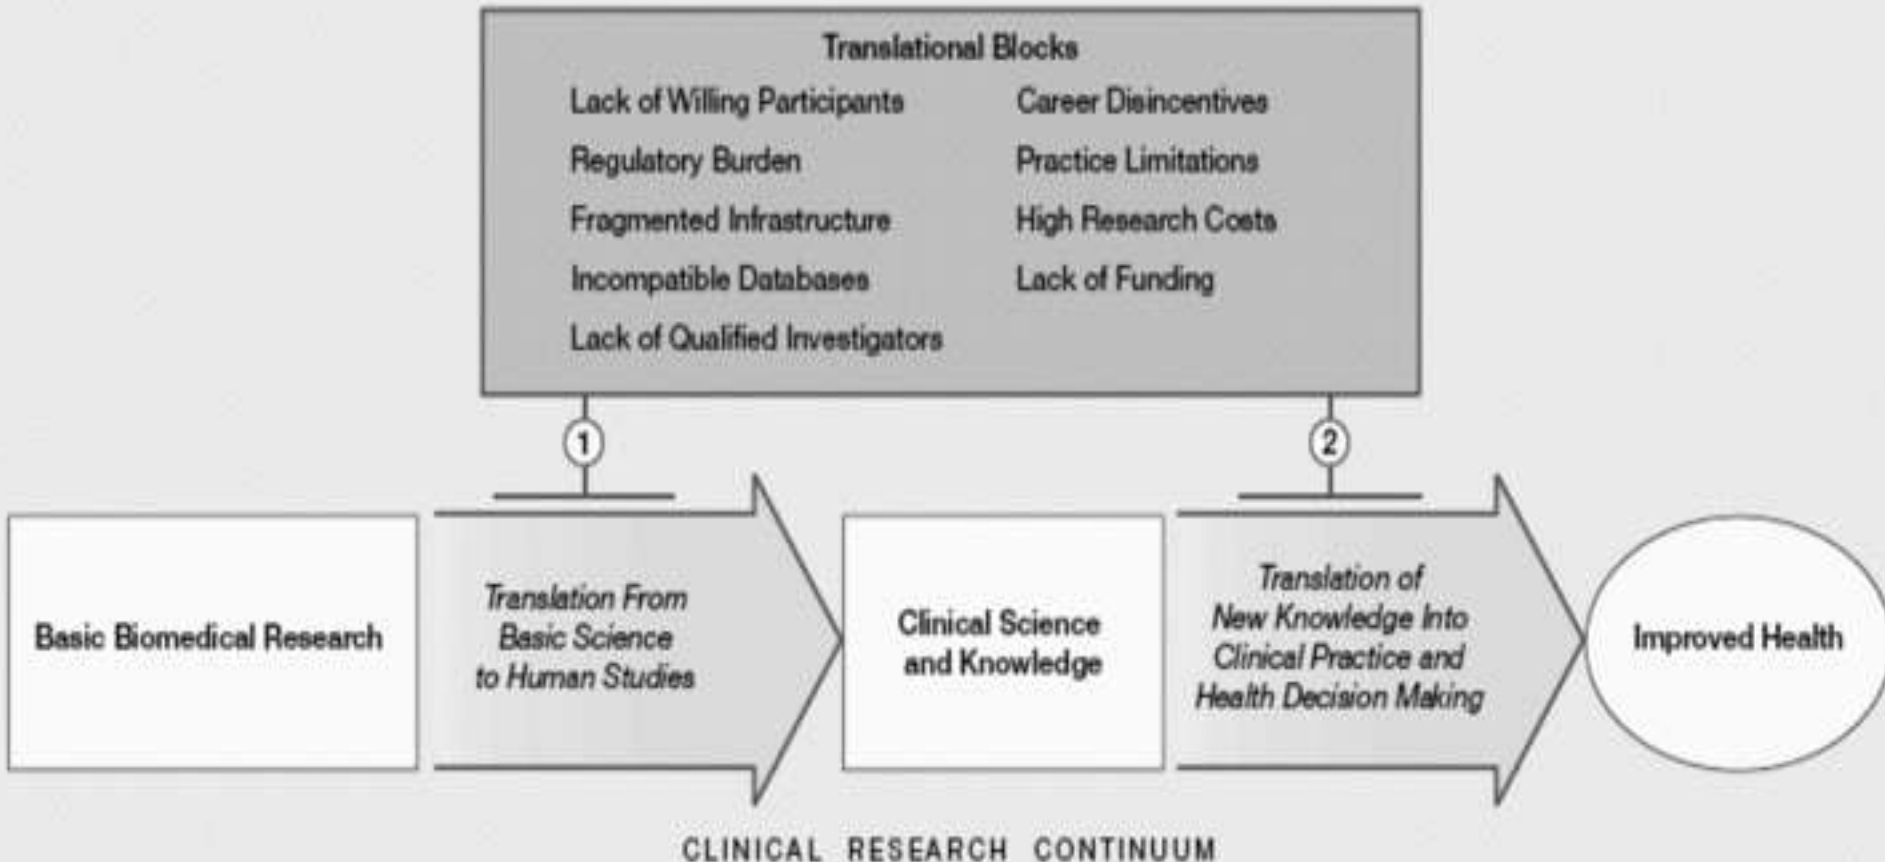 Translational Blocks
Lack of Willing Participants
Regulatory Burden
Fragmented Infrastructure
Incompatible Databases
Lack of Qualified Investigators
Career Disincentives
Practice Limitations
High Research Costs
Lack of Funding
1
2
Basic Biomedical Research
Translation From
Basic Science
to Human Studies
Clinical Science
and Knowledge
Translation of
New Knowledge Into
Clinical Practice and
Health Decision Making
Improved Health
CLINICAL RESEARCH CONTINUUM